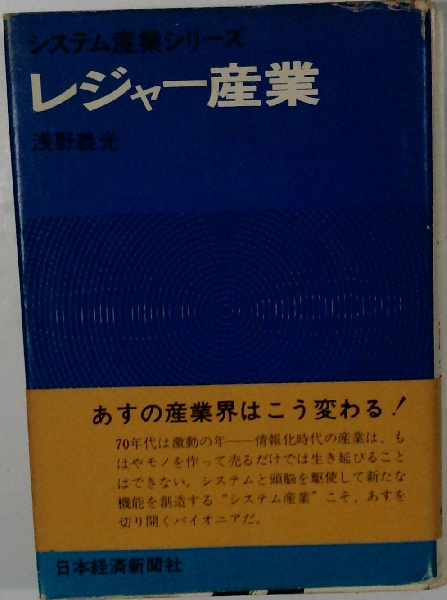 システム産業シリーズ
レジャー産業
浅野義光
あすの産業界はこう変わる!
70年代は激動の年——情報化時代の産業は、も
はやモノを作って売るだけでは生き延びること
はできない。システムと頭脳を駆使して新たな
機能を創造する“システム産業”こそ、あすを
切り開くパイオニアだ。
日本経済新聞社